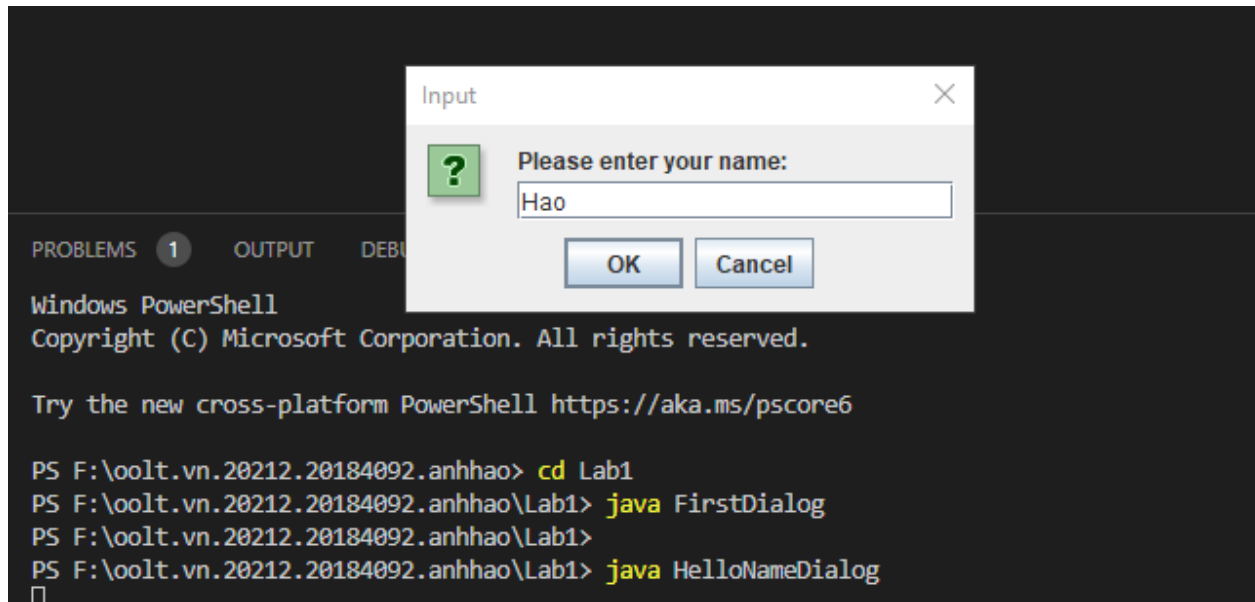 Input
?
Please enter your name:
Hao
OK Cancel
PROBLEMS 1 OUTPUT
Windows PowerShell
Copyright (C) Microsoft Corporation. All rights reserved.
Try the new cross-platform PowerShell https://aka.ms/pscore6
PS F:\oolt.vn.20212.20184092.anhhao> cd Lab1
PS F:\oolt.vn.20212.20184092.anhhao\Lab1> java FirstDialog
PS F:\oolt.vn.20212.20184092.anhhao\Lab1>
PS F:\oolt.vn.20212.20184092.anhhao\Lab1> java HelloNameDialog